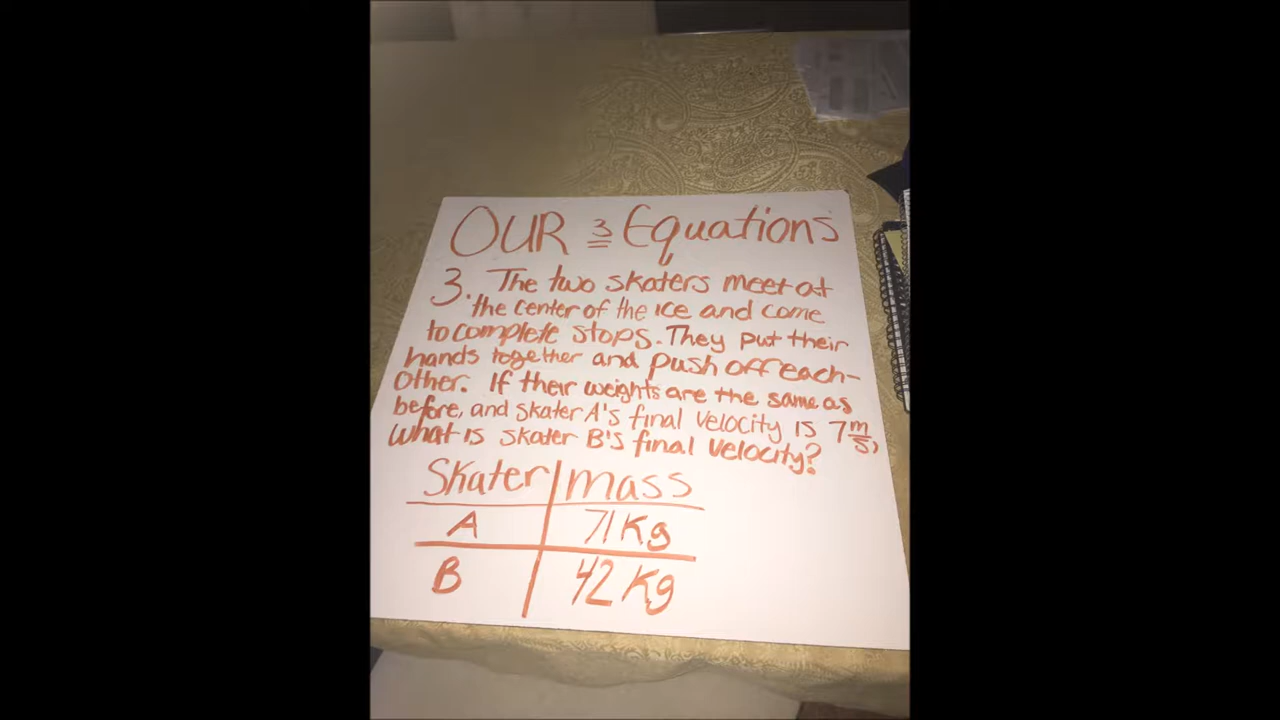 OUR 3 Equations
3. The two skaters meet at
the center of the ice and come
to complete stops. They put their
hands together and push off each-
other. If their weights are the same as
before, and skater A's final velocity is 7 m/s,
what is skater B's final velocity?
Skater mass
A 71 Kg
B 42 Kg